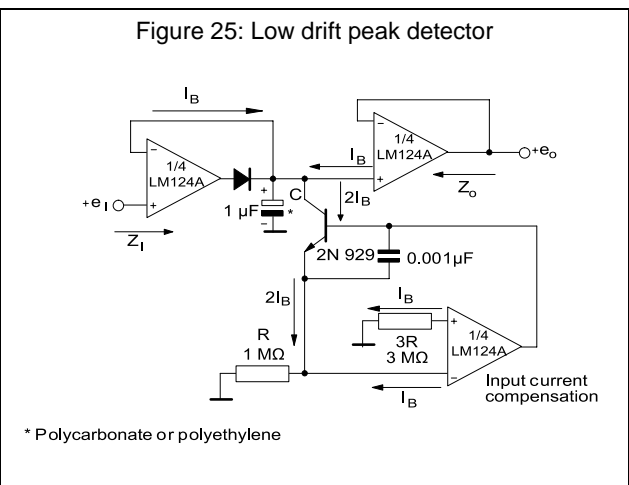 Figure 25: Low drift peak detector
IB
−
1/4
LM124A
+
+eI
ZI
+
1 µF
*
−
C
IB
2IB
−
1/4
LM124A
+
+eo
Zo
2N 929
0.001µF
2IB
R
1 MΩ
IB
3R
3 MΩ
+
1/4
LM124A
−
IB
Input current
compensation
* Polycarbonate or polyethylene